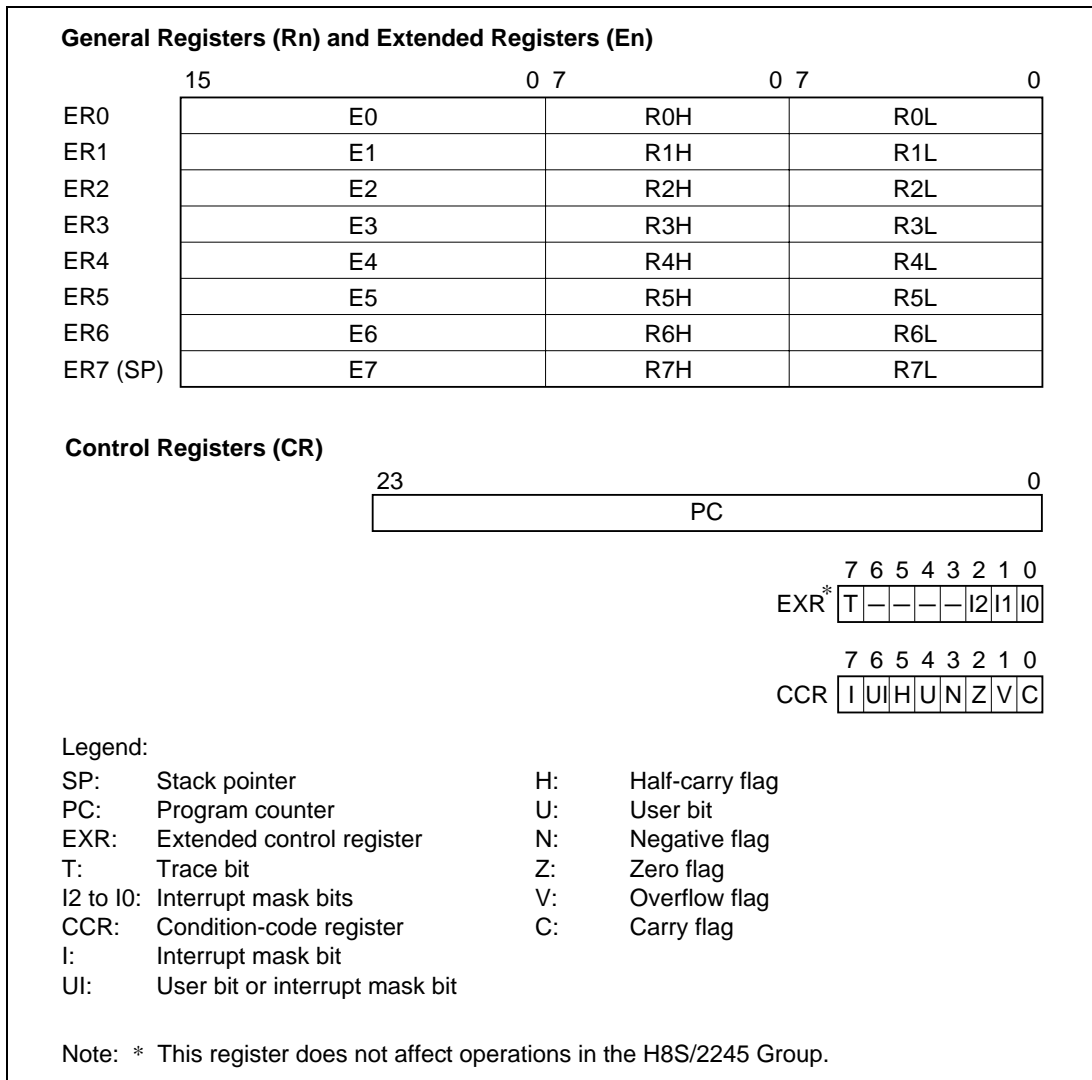 General Registers (Rn) and Extended Registers (En)
15 0 7 0 7 0
ER0 E0 R0H R0L
ER1 E1 R1H R1L
ER2 E2 R2H R2L
ER3 E3 R3H R3L
ER4 E4 R4H R4L
ER5 E5 R5H R5L
ER6 E6 R6H R6L
ER7 (SP) E7 R7H R7L
Control Registers (CR)
23 0
PC
7 6 5 4 3 2 1 0
EXR* T — — — — I2 I1 I0
7 6 5 4 3 2 1 0
CCR I UI H U N Z V C
Legend:
SP: Stack pointer H: Half-carry flag
PC: Program counter U: User bit
EXR: Extended control register N: Negative flag
T: Trace bit Z: Zero flag
I2 to I0: Interrupt mask bits V: Overflow flag
CCR: Condition-code register C: Carry flag
I: Interrupt mask bit
UI: User bit or interrupt mask bit
Note: * This register does not affect operations in the H8S/2245 Group.